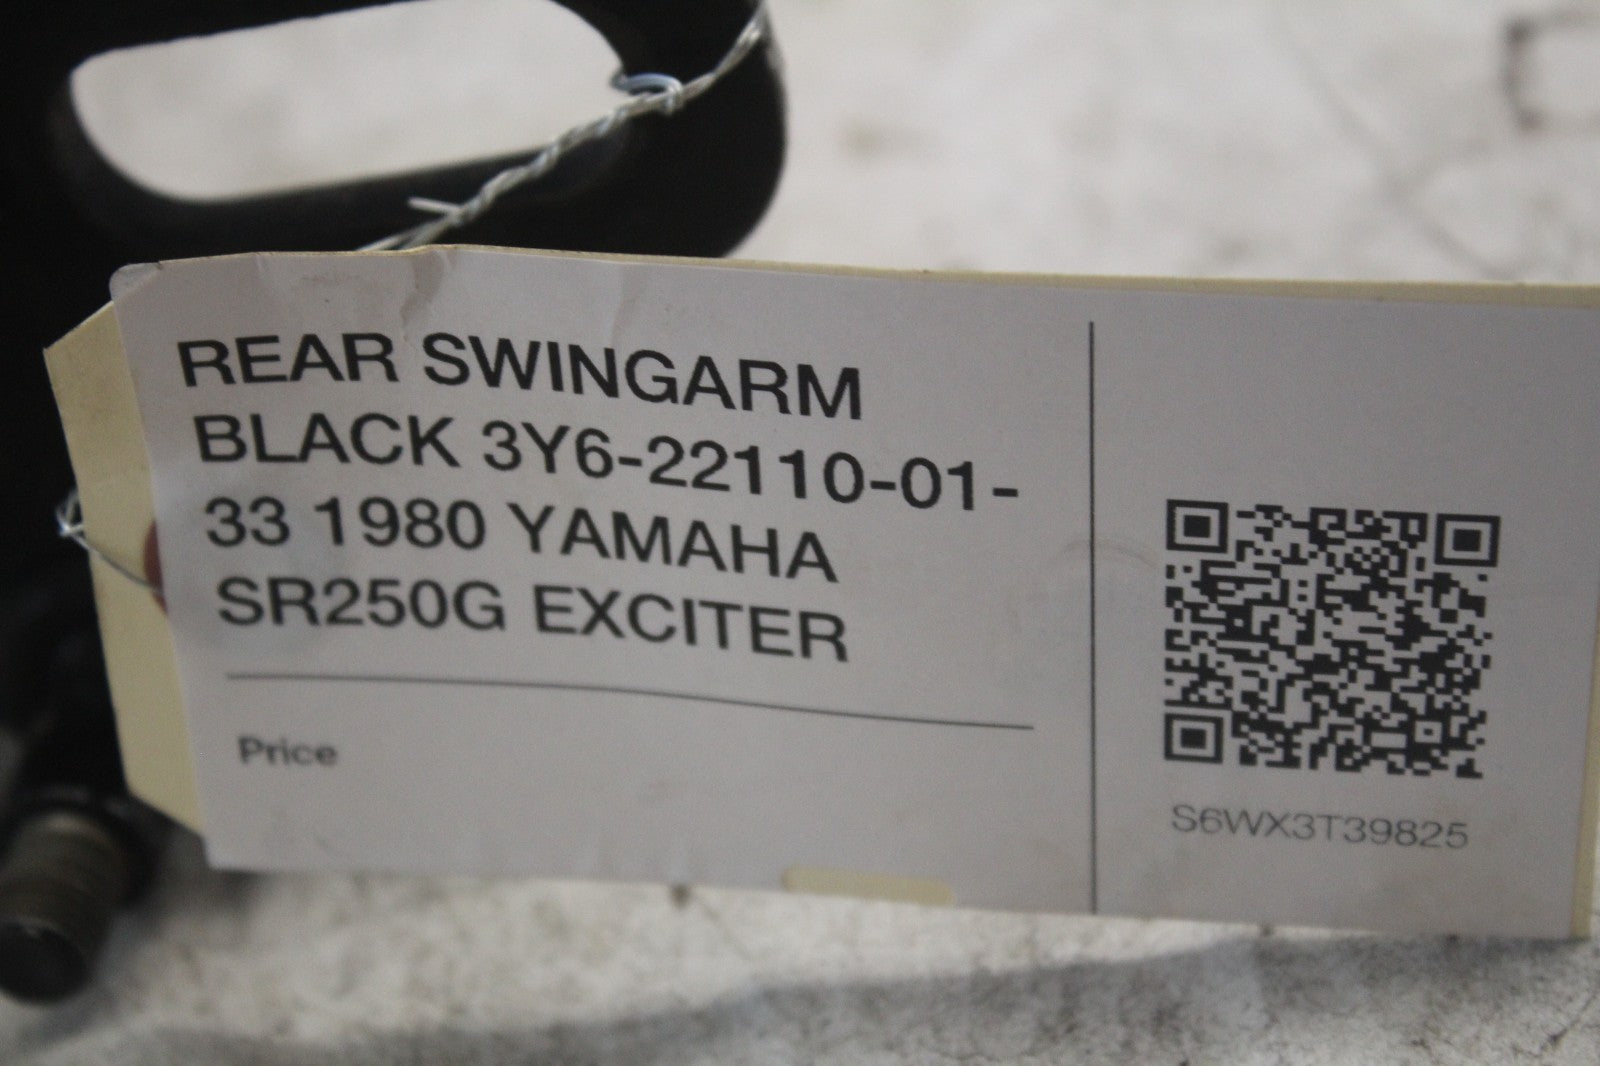 REAR SWINGARM
BLACK 3Y6-22110-01-
33 1980 YAMAHA
SR250G EXCITER
Price
S6WX3T39825